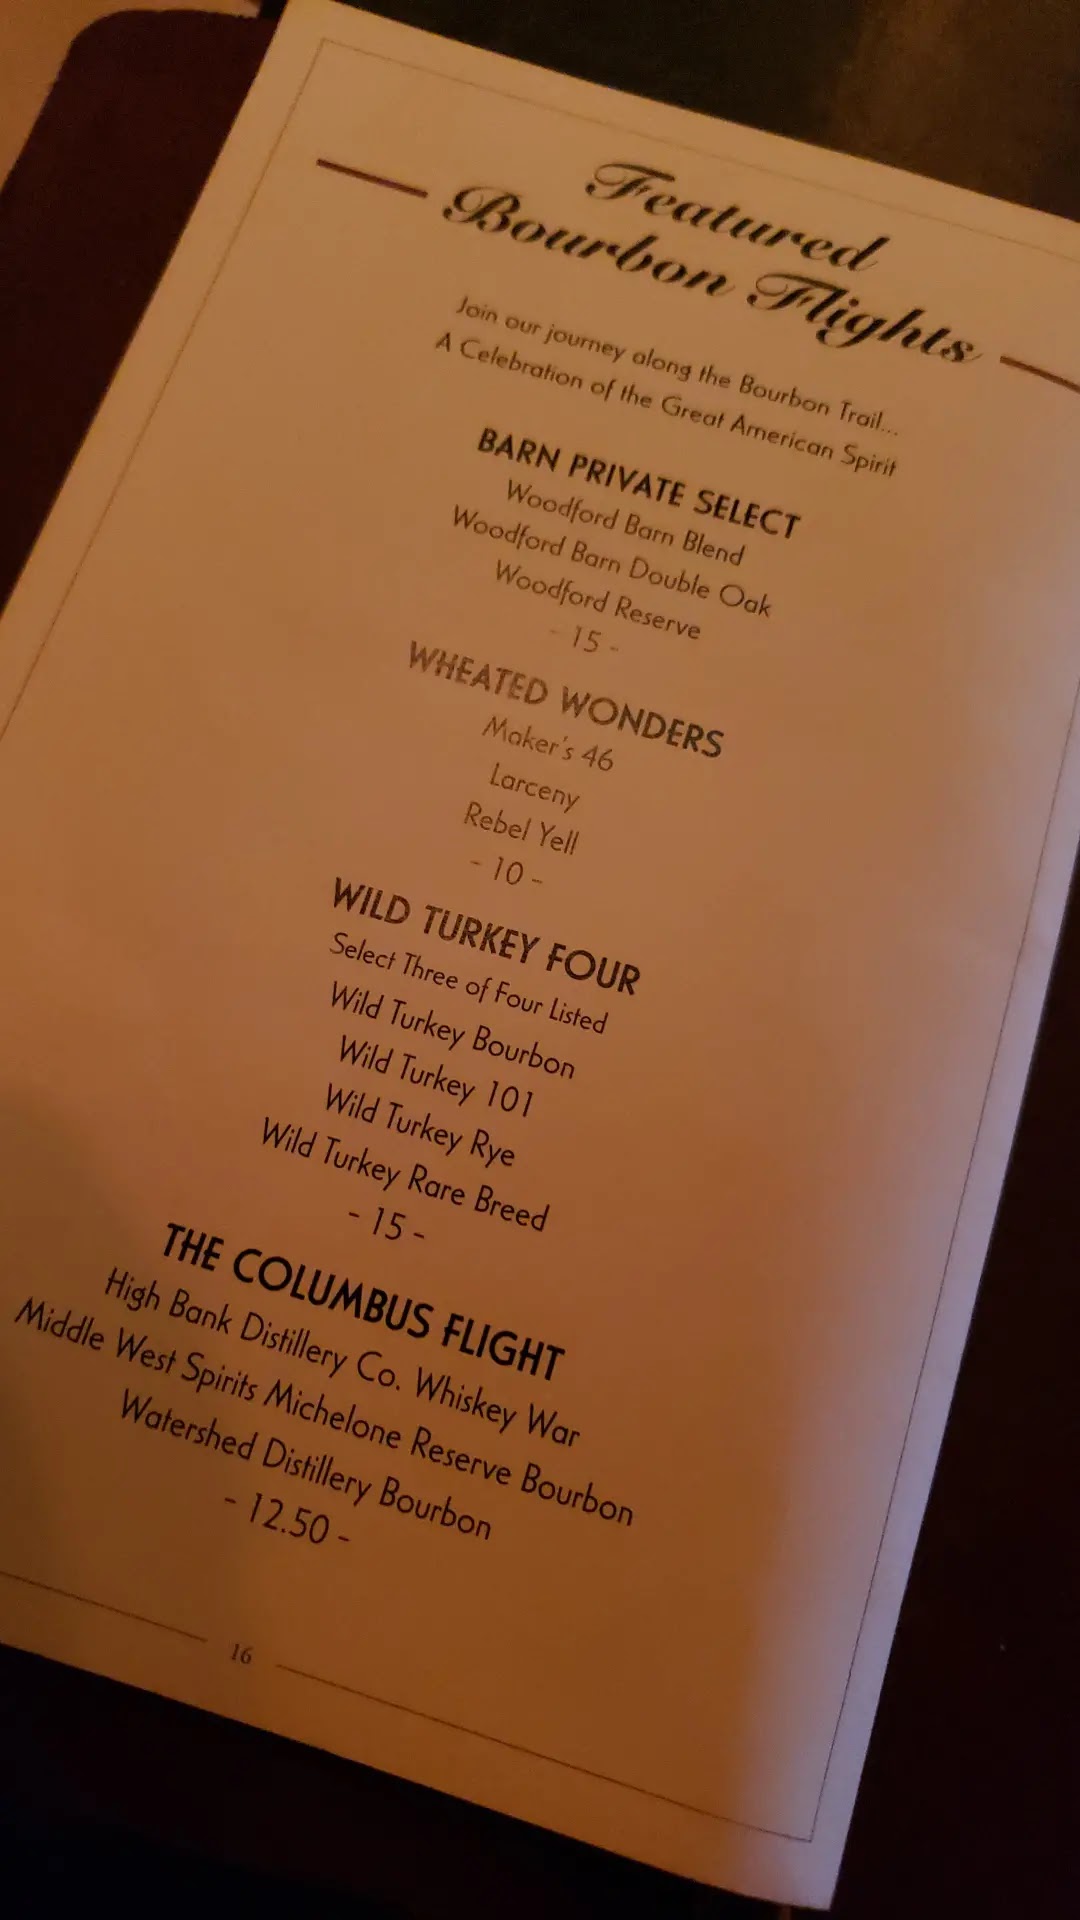 Featured
Bourbon Flights
Join our journey along the Bourbon Trail...
A Celebration of the Great American Spirit
BARN PRIVATE SELECT
Woodford Barn Blend
Woodford Barn Double Oak
Woodford Reserve
- 15 -
WHEATED WONDERS
Maker's 46
Larceny
Rebel Yell
- 10 -
WILD TURKEY FOUR
Select Three of Four Listed
Wild Turkey Bourbon
Wild Turkey 101
Wild Turkey Rye
Wild Turkey Rare Breed
- 15 -
THE COLUMBUS FLIGHT
High Bank Distillery Co. Whiskey War
Middle West Spirits Michelone Reserve Bourbon
Watershed Distillery Bourbon
- 12.50 -
16